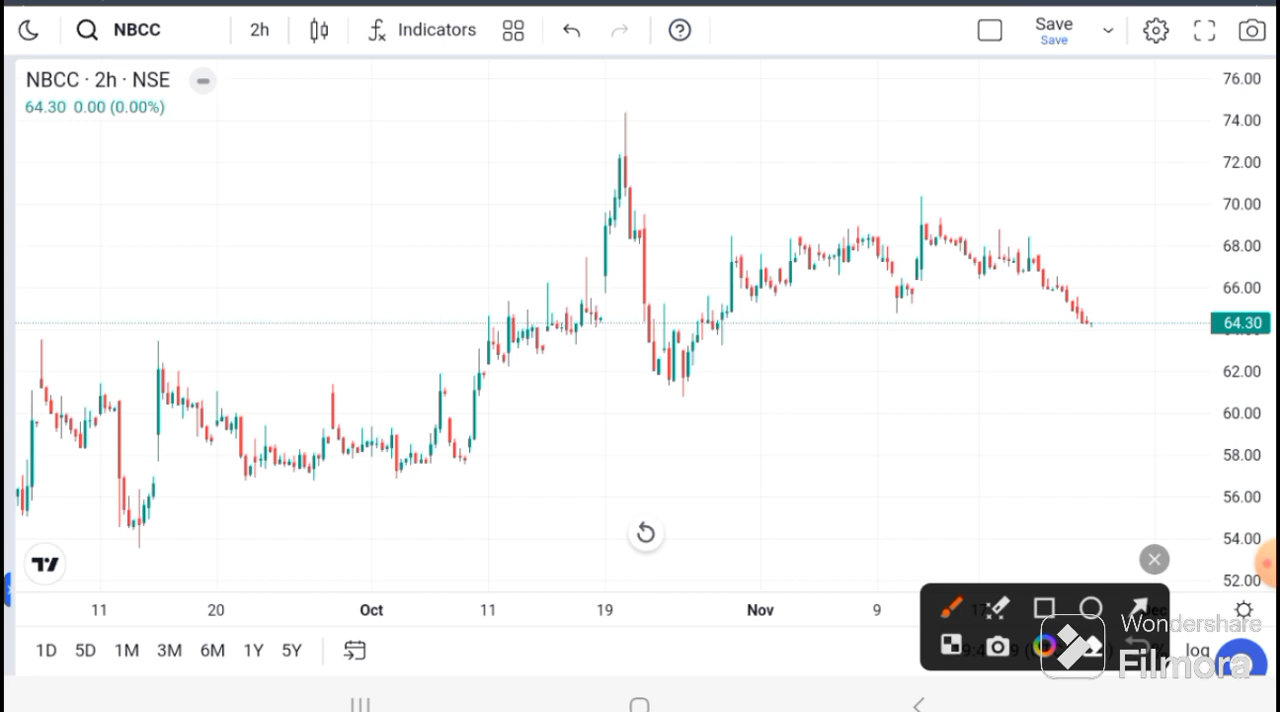 NBCC 2h Indicators Save
Save
NBCC · 2h · NSE
64.30 0.00 (0.00%)
76.00
74.00
72.00
70.00
68.00
66.00
64.30
62.00
60.00
58.00
56.00
54.00
52.00
11 20 Oct 11 19 Nov 9 17 Dec
1D 5D 1M 3M 6M 1Y 5Y % log
Wondershare
Filmora